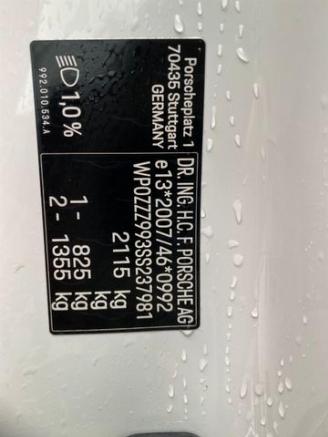 Porscheplatz 1
70435 Stuttgart
GERMANY
1,0 %
992.010.534.A
DR. ING. H.C. F. PORSCHE AG
e13*2007/46*0992
WP0ZZZ993SS237981
2115 kg
1 - 825 kg
2 - 1355 kg